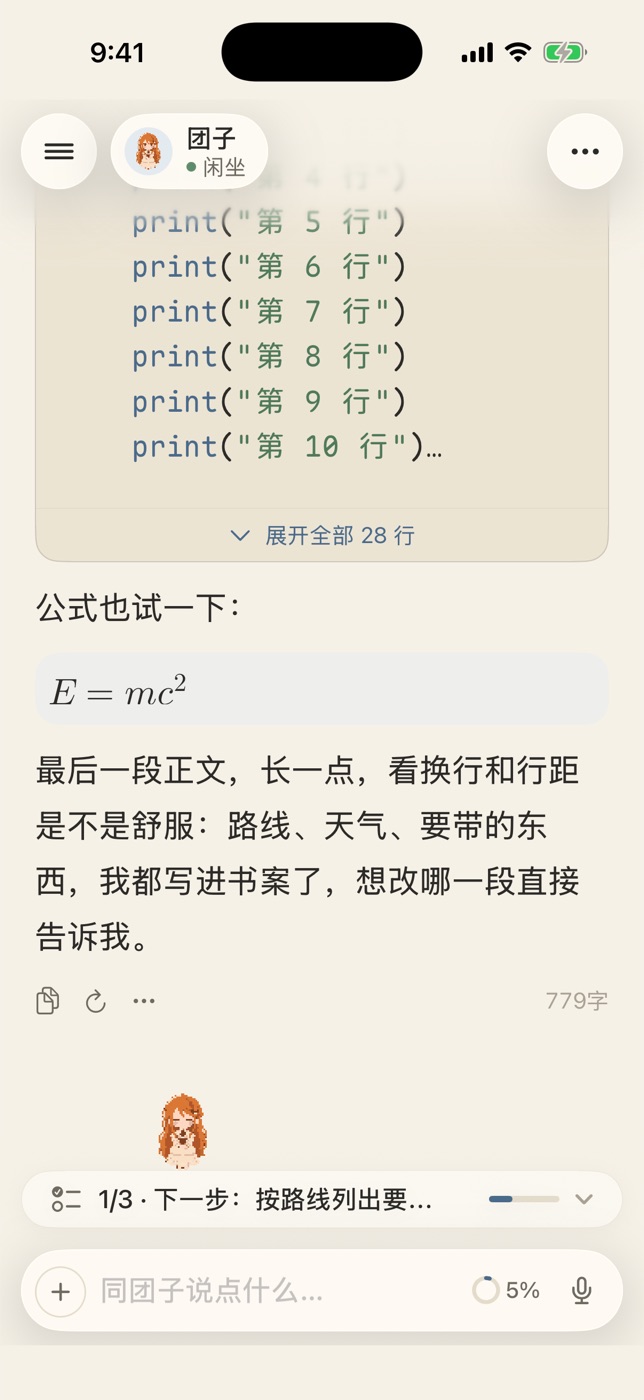 9:41
团子
闲坐
4 行")
print("第 5 行")
print("第 6 行")
print("第 7 行")
print("第 8 行")
print("第 9 行")
print("第 10 行")…
展开全部 28 行
公式也试一下：
E = mc²
最后一段正文，长一点，看换行和行距
是不是舒服：路线、天气、要带的东
西，我都写进书案了，想改哪一段直接
告诉我。
779字
1/3 · 下一步：按路线列出要…
同团子说点什么…
5%